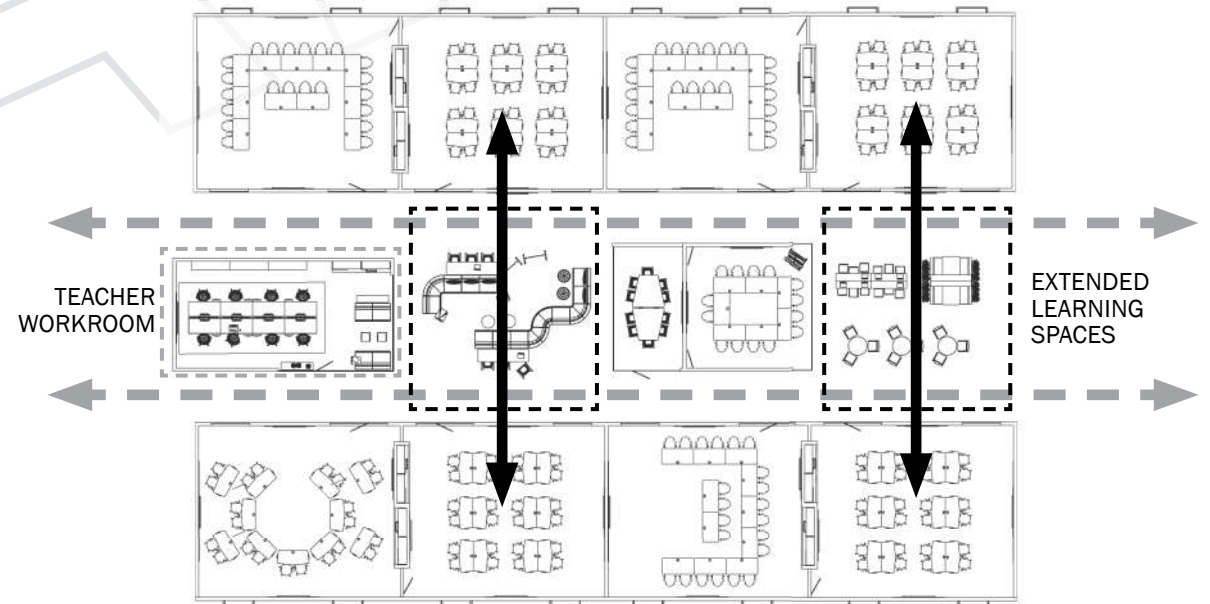 TEACHER
WORKROOM
EXTENDED
LEARNING
SPACES